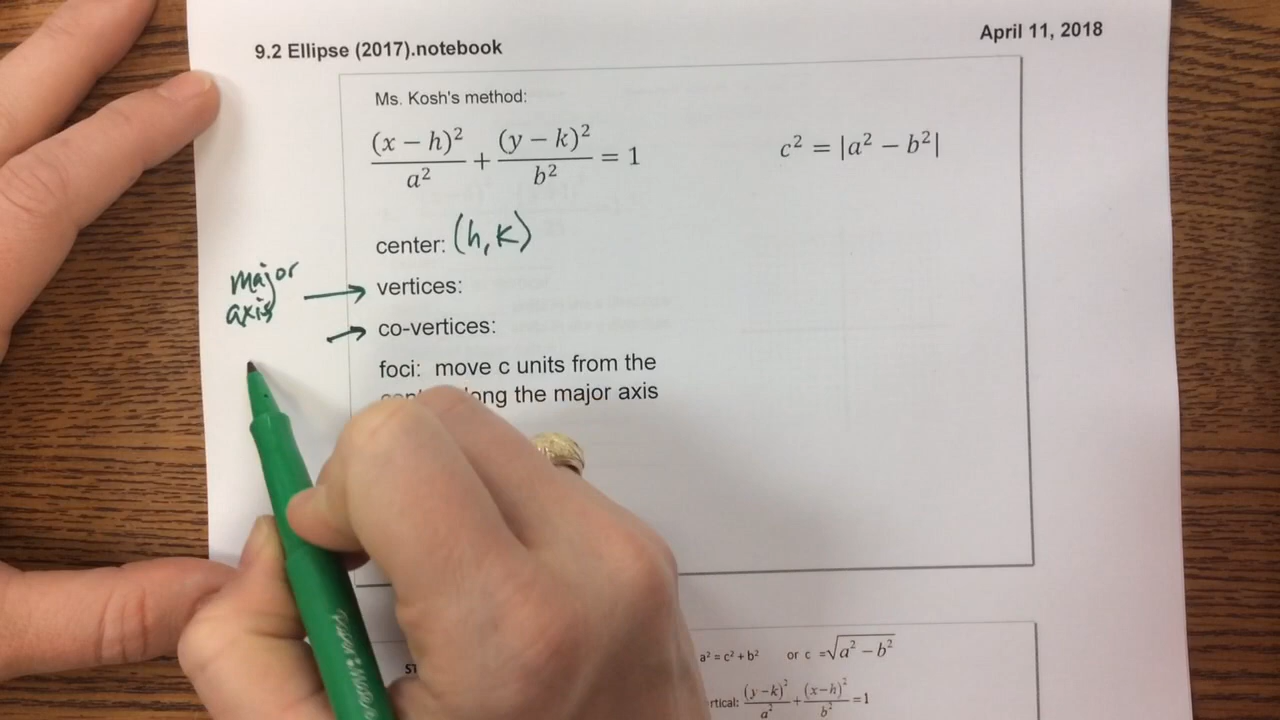 9.2 Ellipse (2017).notebook
April 11, 2018
Ms. Kosh's method:
(x − h)²/a² + (y − k)²/b² = 1
c² = |a² − b²|
center: (h, k)
major
axis
vertices:
co-vertices:
foci: move c units from the
long the major axis
a² = c² + b² or c = √a² − b²
(y − k)²/a² + (x − h)²/b² = 1